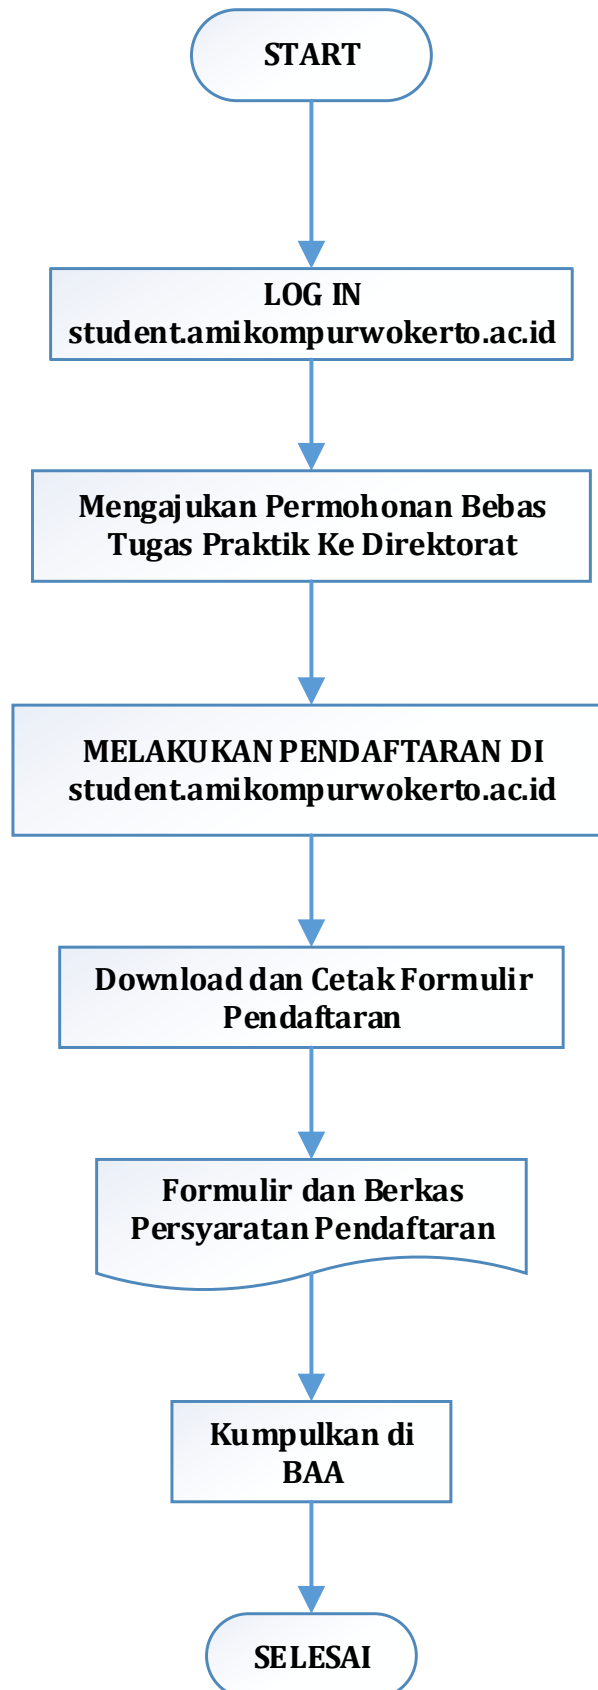 START
LOG IN
student.amikompurwokerto.ac.id
Mengajukan Permohonan Bebas
Tugas Praktik Ke Direktorat
MELAKUKAN PENDAFTARAN DI
student.amikompurwokerto.ac.id
Download dan Cetak Formulir
Pendaftaran
Formulir dan Berkas
Persyaratan Pendaftaran
Kumpulkan di
BAA
SELESAI